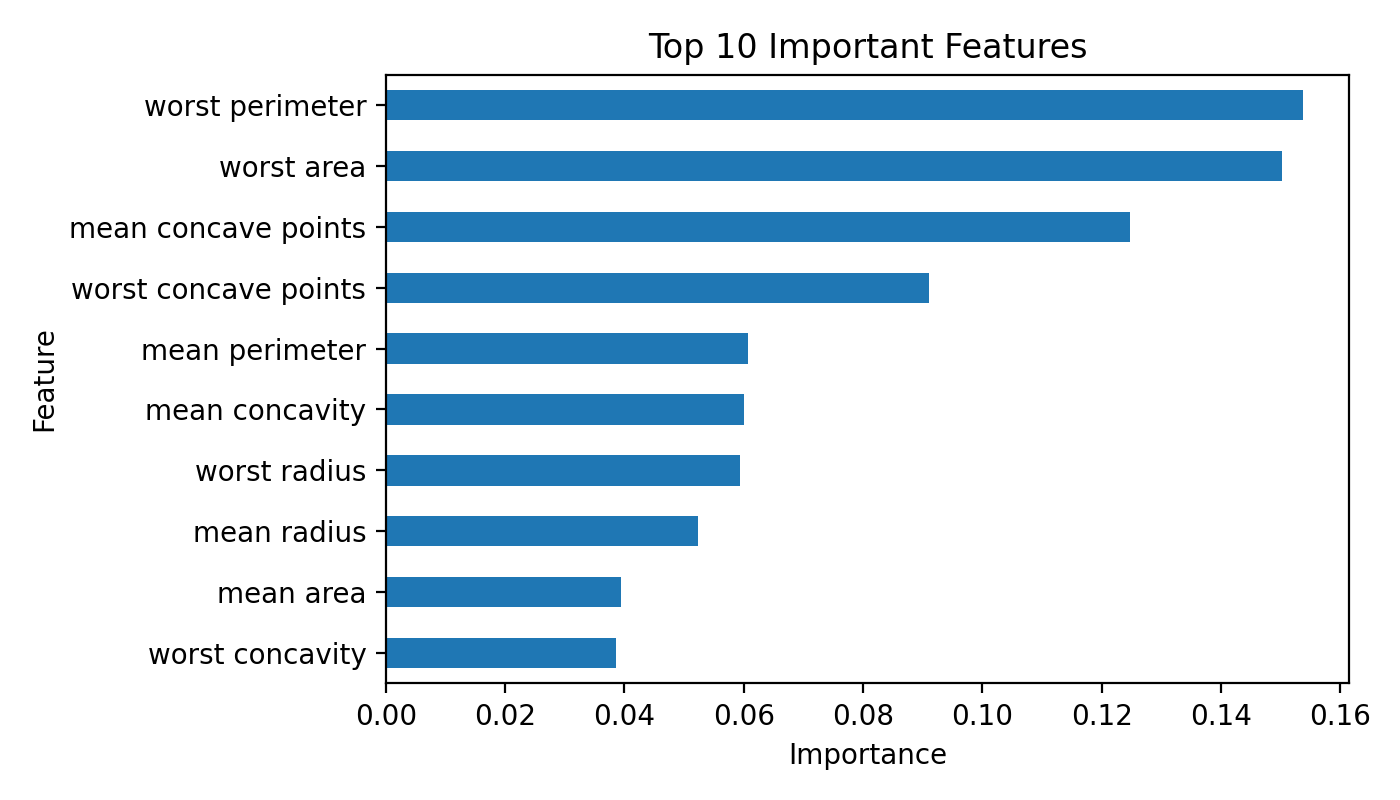 Top 10 Important Features
Feature
worst perimeter
worst area
mean concave points
worst concave points
mean perimeter
mean concavity
worst radius
mean radius
mean area
worst concavity
0.00 0.02 0.04 0.06 0.08 0.10 0.12 0.14 0.16
Importance